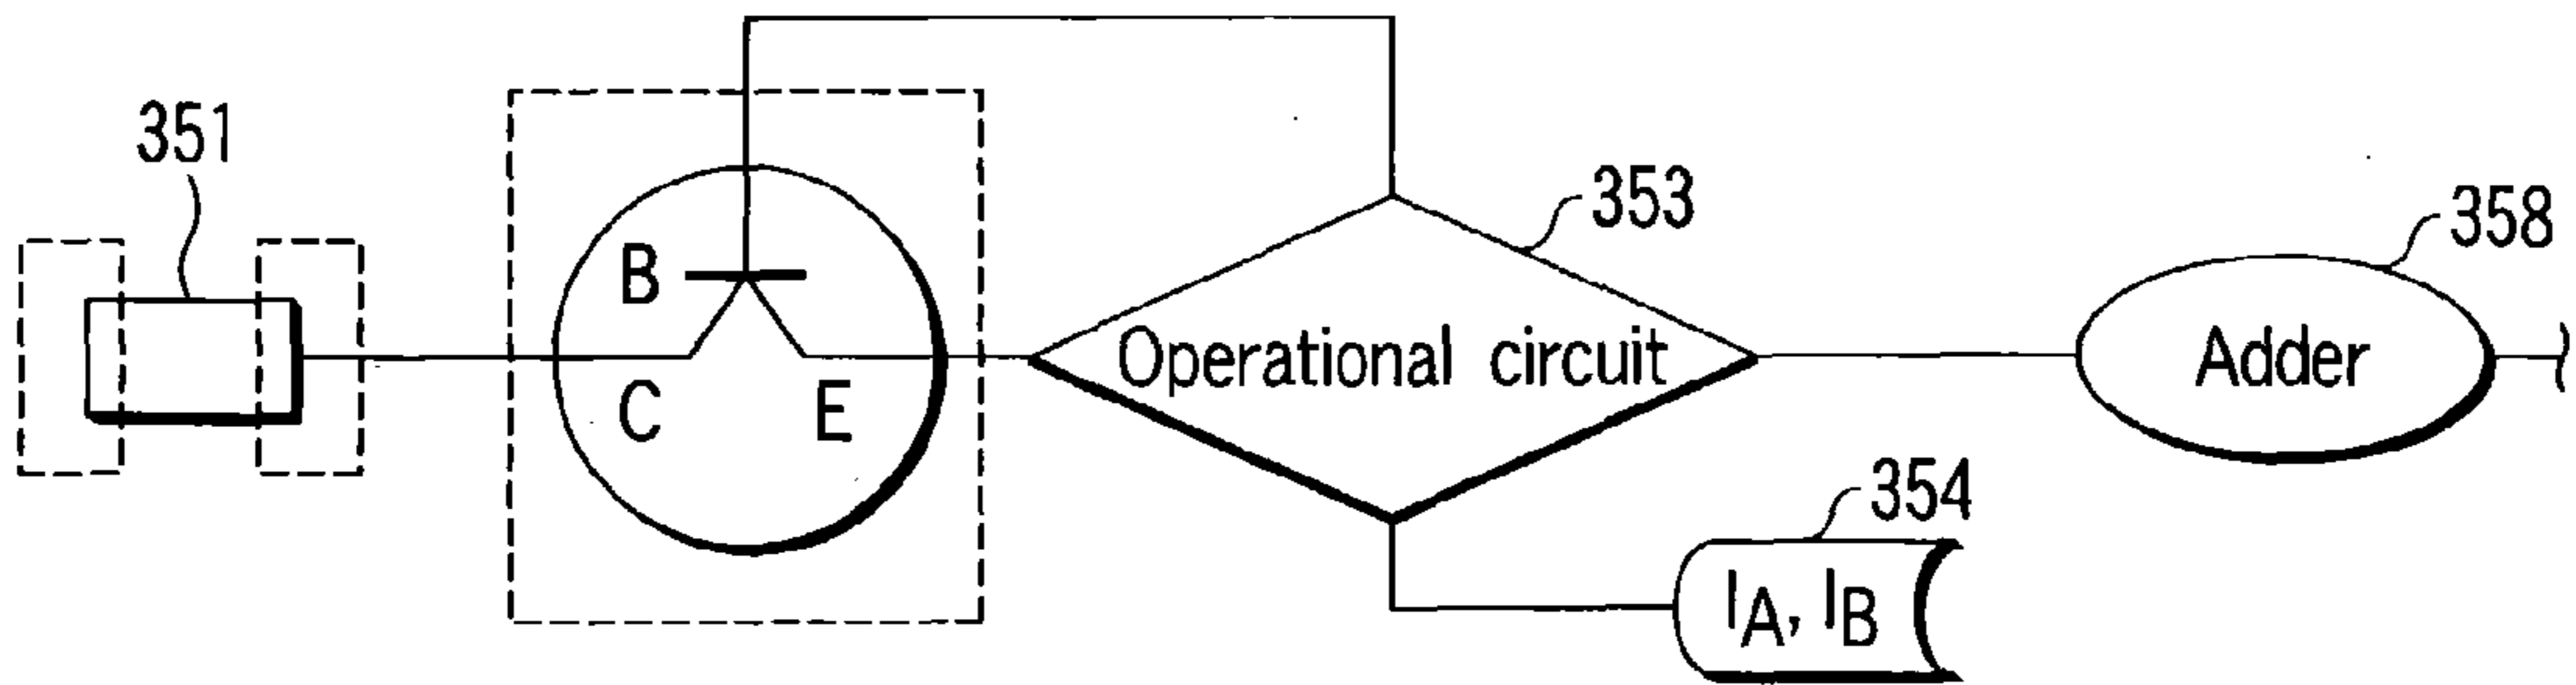 351
353
358
B
C
E
Operational circuit
Adder
354
IA, IB